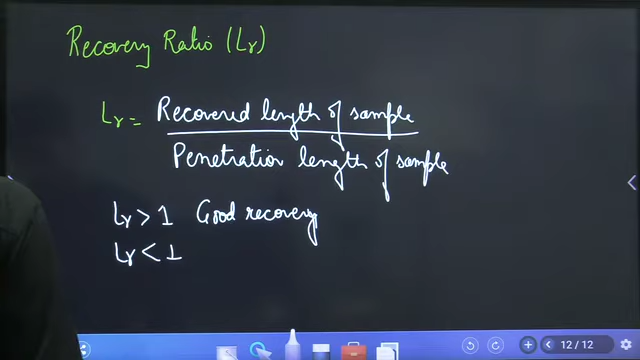 Recovery Ratio (Lr)
Lr = Recovered length of sample
Penetration length of sample
Lr > 1 Good recovery
Lr < 1
12 / 12